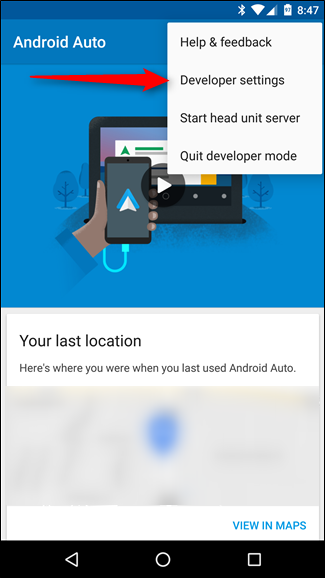 8:47
Android Auto
Help & feedback
Developer settings
Start head unit server
Quit developer mode
Your last location
Here's where you were when you last used Android Auto.
VIEW IN MAPS